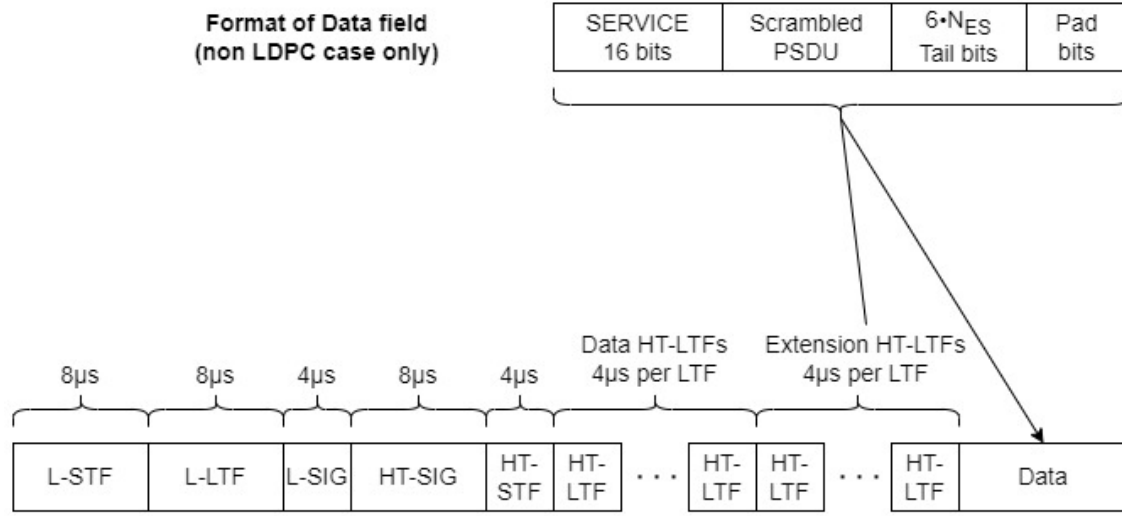 Format of Data field
(non LDPC case only)
SERVICE
16 bits
Scrambled
PSDU
6•N_ES
Tail bits
Pad
bits
Data HT-LTFs
4µs per LTF
Extension HT-LTFs
4µs per LTF
8µs
8µs
4µs
8µs
4µs
L-STF
L-LTF
L-SIG
HT-SIG
HT-
STF
HT-
LTF
· · ·
HT-
LTF
HT-
LTF
· · ·
HT-
LTF
Data